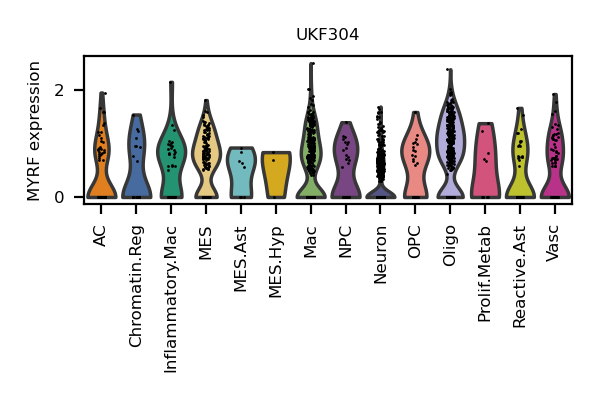 UKF304
MYRF expression
2
0
AC
Chromatin.Reg
Inflammatory.Mac
MES
MES.Ast
MES.Hyp
Mac
NPC
Neuron
OPC
Oligo
Prolif.Metab
Reactive.Ast
Vasc